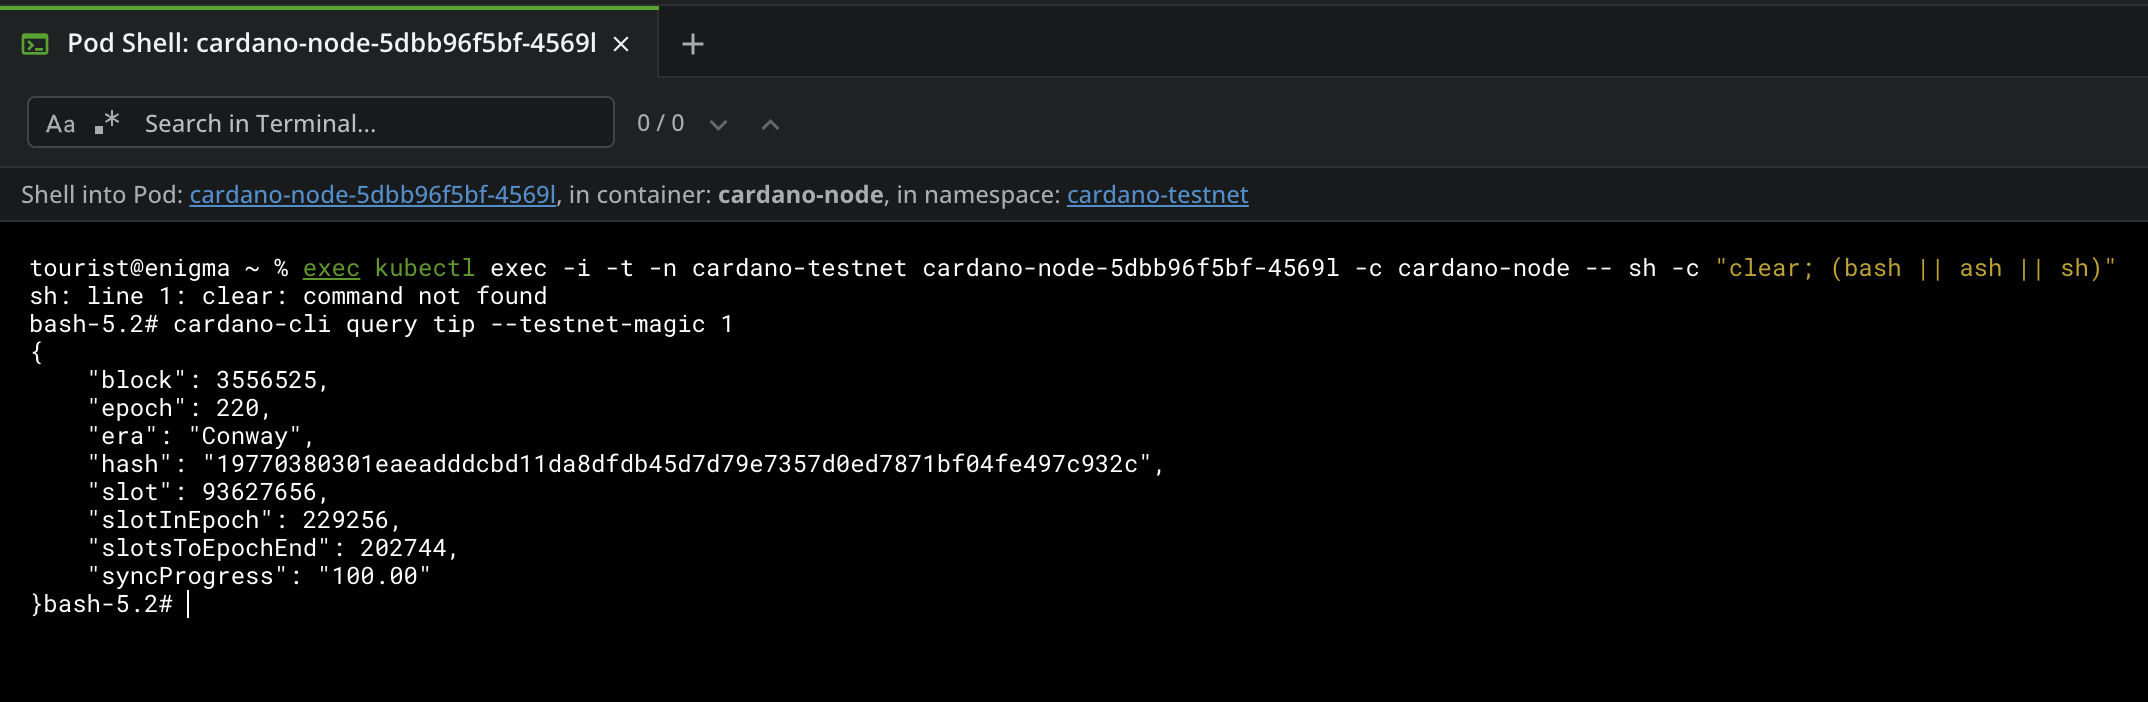 Pod Shell: cardano-node-5dbb96f5bf-4569l × +
Aa .* Search in Terminal... 0 / 0
Shell into Pod: cardano-node-5dbb96f5bf-4569l, in container: cardano-node, in namespace: cardano-testnet
tourist@enigma ~ % exec kubectl exec -i -t -n cardano-testnet cardano-node-5dbb96f5bf-4569l -c cardano-node -- sh -c "clear; (bash || ash || sh)"
sh: line 1: clear: command not found
bash-5.2# cardano-cli query tip --testnet-magic 1
{
    "block": 3556525,
    "epoch": 220,
    "era": "Conway",
    "hash": "19770380301eaeadddcbd11da8dfdb45d7d79e7357d0ed7871bf04fe497c932c",
    "slot": 93627656,
    "slotInEpoch": 229256,
    "slotsToEpochEnd": 202744,
    "syncProgress": "100.00"
}bash-5.2#